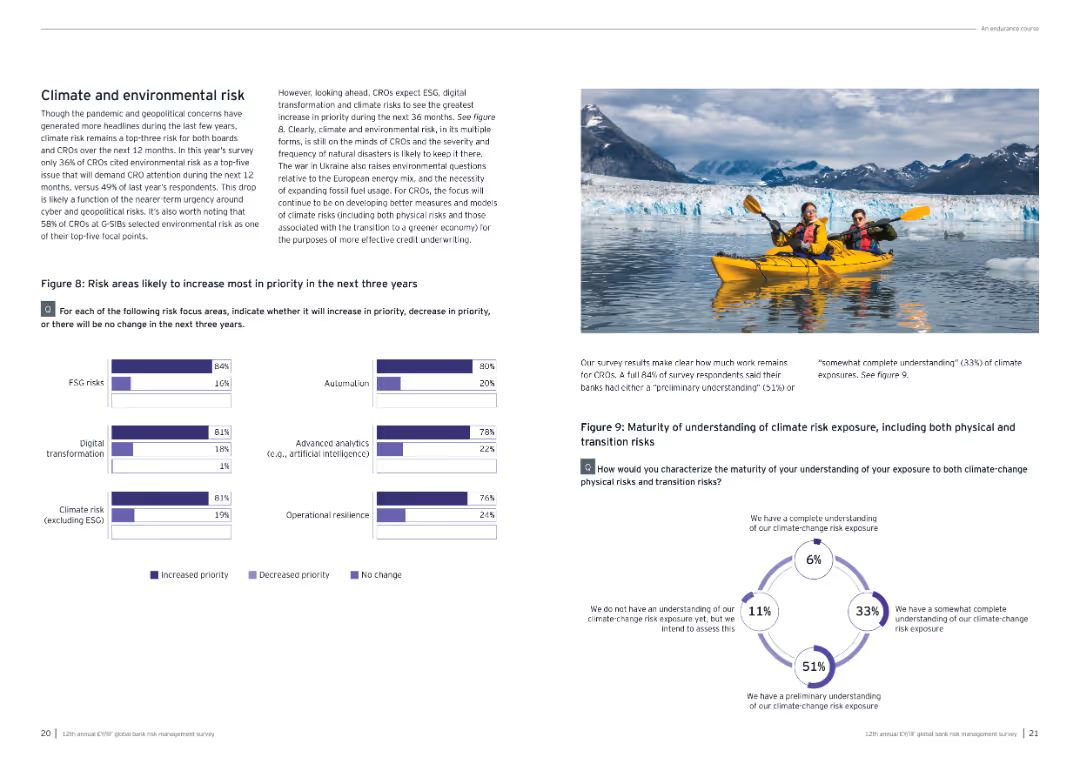 An endurance course
Climate and environmental risk
Though the pandemic and geopolitical concerns have
generated more headlines during the last few years,
climate risk remains a top-three risk for both boards
and CROs over the next 12 months. In this year's survey
only 36% of CROs cited environmental risk as a top-five
issue that will demand CRO attention during the next 12
months, versus 49% of last year's respondents. This drop
is likely a function of the nearer-term urgency around
cyber and geopolitical risks. It's also worth noting that
58% of CROs at G-SIBs selected environmental risk as one
of their top-five focal points.
However, looking ahead, CROs expect ESG, digital
transformation and climate risks to see the greatest
increase in priority during the next 36 months. See figure
8. Clearly, climate and environmental risk, in its multiple
forms, is still on the minds of CROs and the severity and
frequency of natural disasters is likely to keep it there.
The war in Ukraine also raises environmental questions
relative to the European energy mix, and the necessity
of expanding fossil fuel usage. For CROs, the focus will
continue to be on developing better measures and models
of climate risks (including both physical risks and those
associated with the transition to a greener economy) for
the purposes of more effective credit underwriting.
Figure 8: Risk areas likely to increase most in priority in the next three years
Q For each of the following risk focus areas, indicate whether it will increase in priority, decrease in priority,
or there will be no change in the next three years.
ESG risks
84%
16%
Digital
transformation
81%
18%
1%
Climate risk
(excluding ESG)
81%
19%
Automation
80%
20%
Advanced analytics
(e.g., artificial intelligence)
78%
22%
Operational resilience
76%
24%
Increased priority
Decreased priority
No change
20 | 12th annual EY/IIF global bank risk management survey
Our survey results make clear how much work remains
for CROs. A full 84% of survey respondents said their
banks had either a "preliminary understanding" (51%) or
"somewhat complete understanding" (33%) of climate
exposures. See figure 9.
Figure 9: Maturity of understanding of climate risk exposure, including both physical and
transition risks
Q How would you characterize the maturity of your understanding of your exposure to both climate-change
physical risks and transition risks?
We have a complete understanding
of our climate-change risk exposure
6%
We do not have an understanding of our
climate-change risk exposure yet, but we
intend to assess this
11%
33%
We have a somewhat complete
understanding of our climate-change
risk exposure
51%
We have a preliminary understanding
of our climate-change risk exposure
12th annual EY/IIF global bank risk management survey | 21